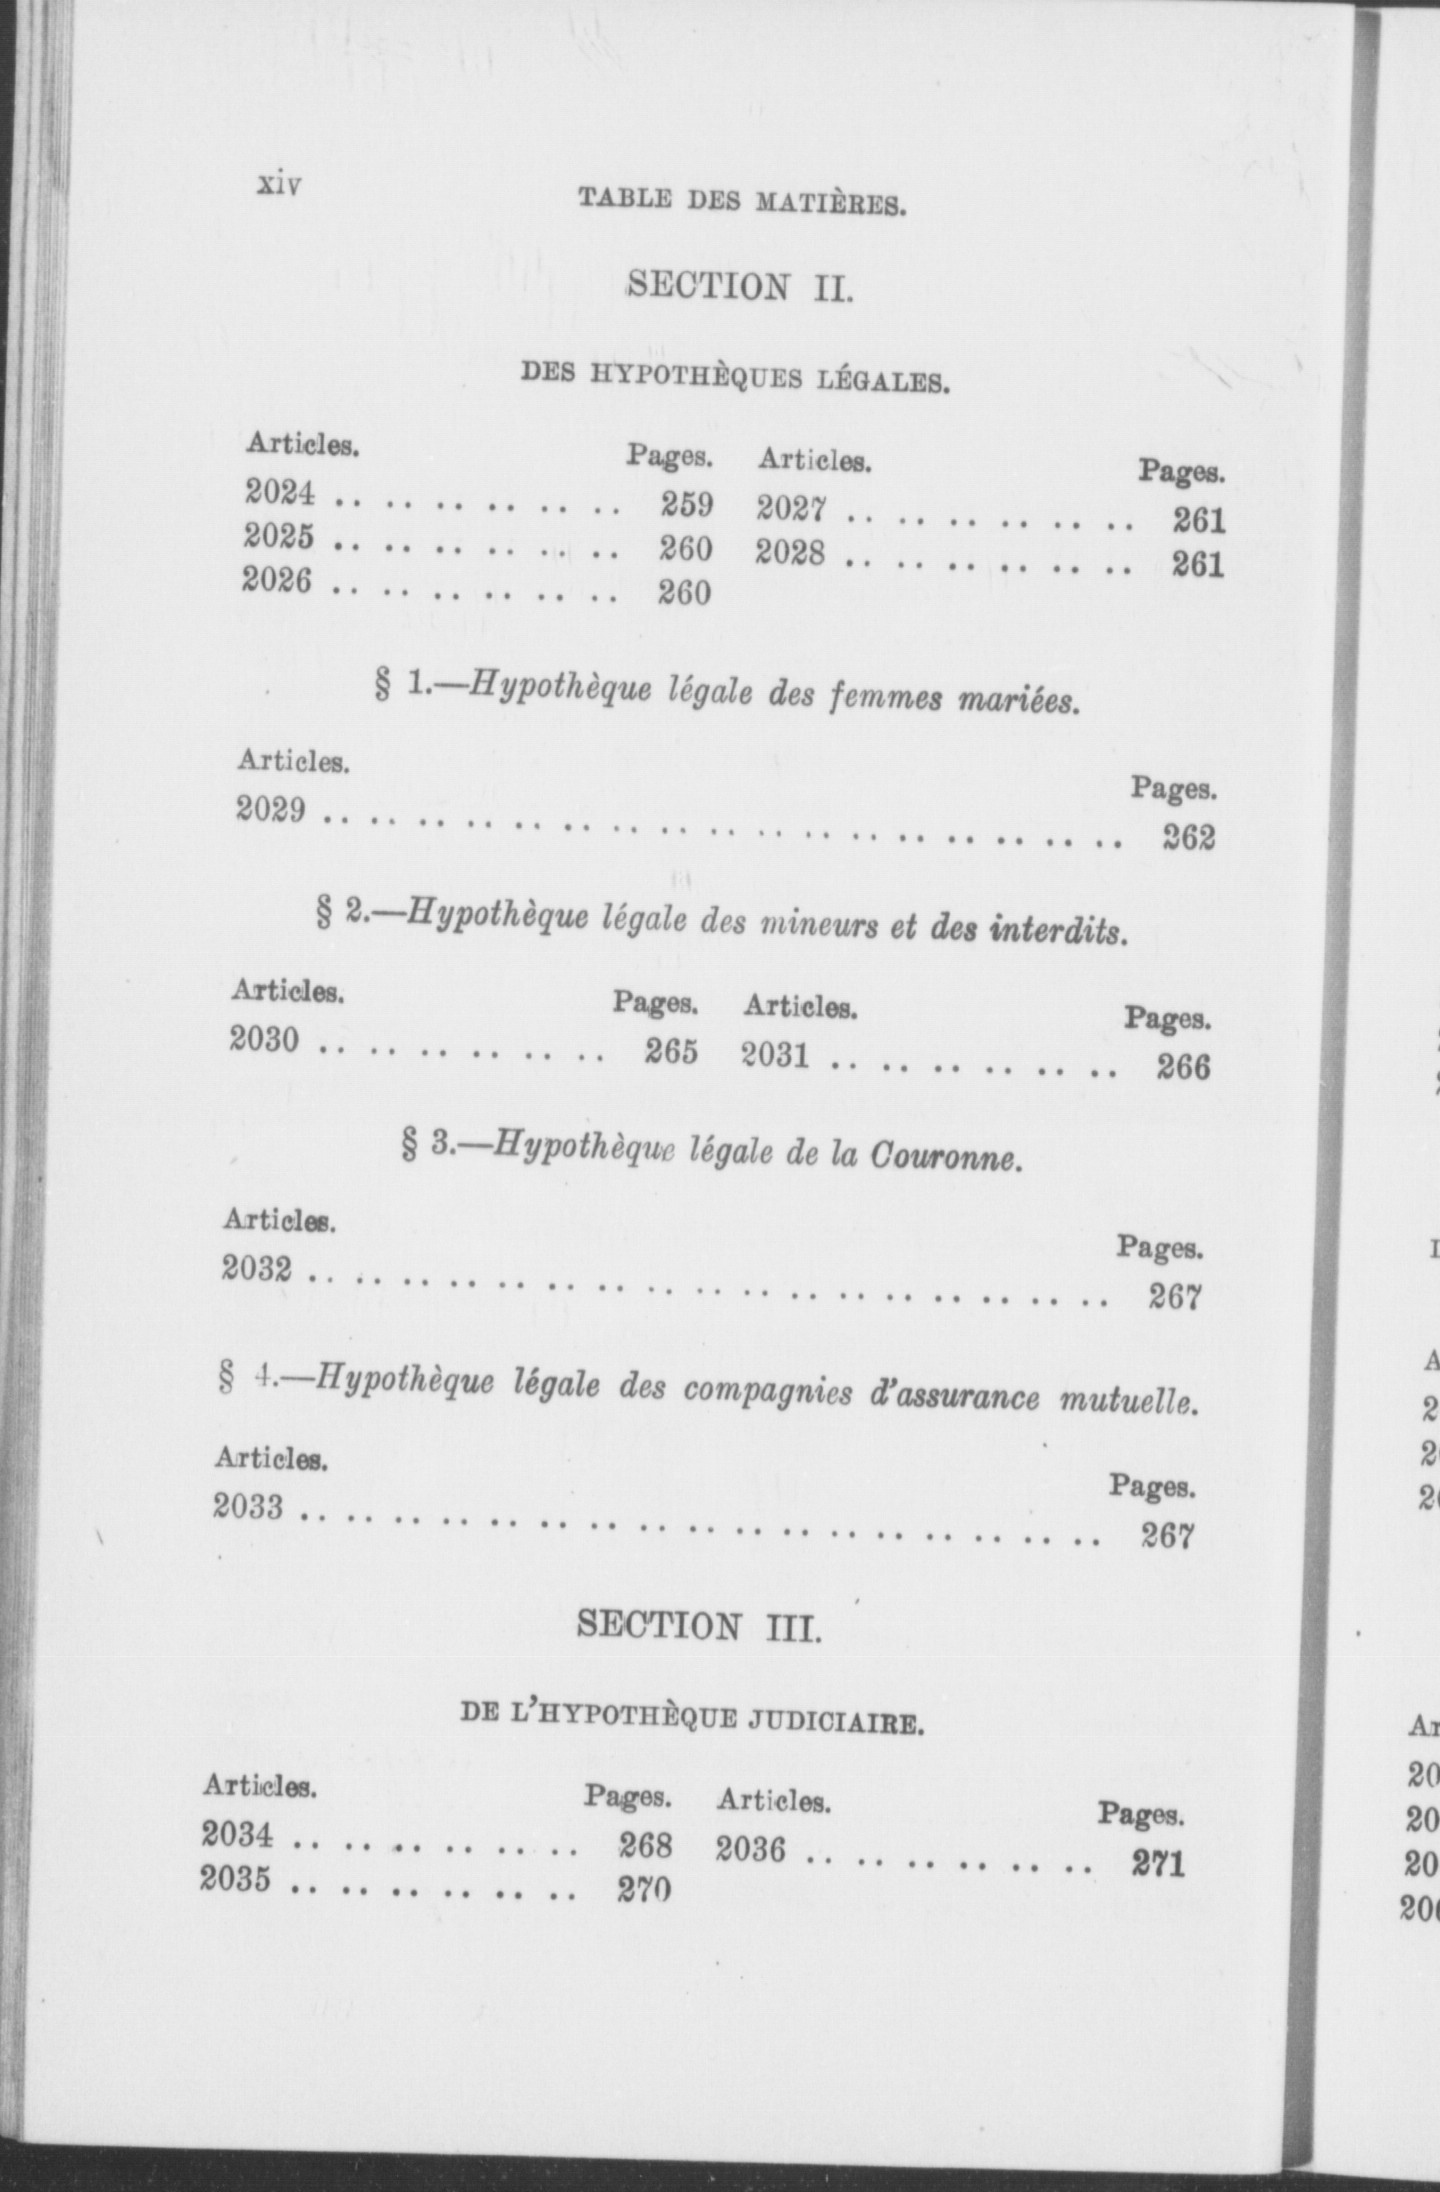 xiv
TABLE DES MATIÈRES.
SECTION II.
DES HYPOTHÈQUES LÉGALES.
Articles. Pages. Articles. Pages.
2024 .. .. .. .. .. .. 259 2027 .. .. .. .. .. .. 261
2025 .. .. .. .. .. .. 260 2028 .. .. .. .. .. .. 261
2026 .. .. .. .. .. .. 260
§ 1.—Hypothèque légale des femmes mariées.
Articles. Pages.
2029 .. .. .. .. .. .. .. .. .. .. .. .. .. .. .. .. .. 262
§ 2.—Hypothèque légale des mineurs et des interdits.
Articles. Pages. Articles. Pages.
2030 .. .. .. .. .. .. 265 2031 .. .. .. .. .. .. 266
§ 3.—Hypothèque légale de la Couronne.
Articles. Pages.
2032 .. .. .. .. .. .. .. .. .. .. .. .. .. .. .. .. .. 267
§ 4.—Hypothèque légale des compagnies d'assurance mutuelle.
Articles. Pages.
2033 .. .. .. .. .. .. .. .. .. .. .. .. .. .. .. .. .. 267
SECTION III.
DE L'HYPOTHÈQUE JUDICIAIRE.
Articles. Pages. Articles. Pages.
2034 .. .. .. .. .. .. 268 2036 .. .. .. .. .. .. 271
2035 .. .. .. .. .. .. 270